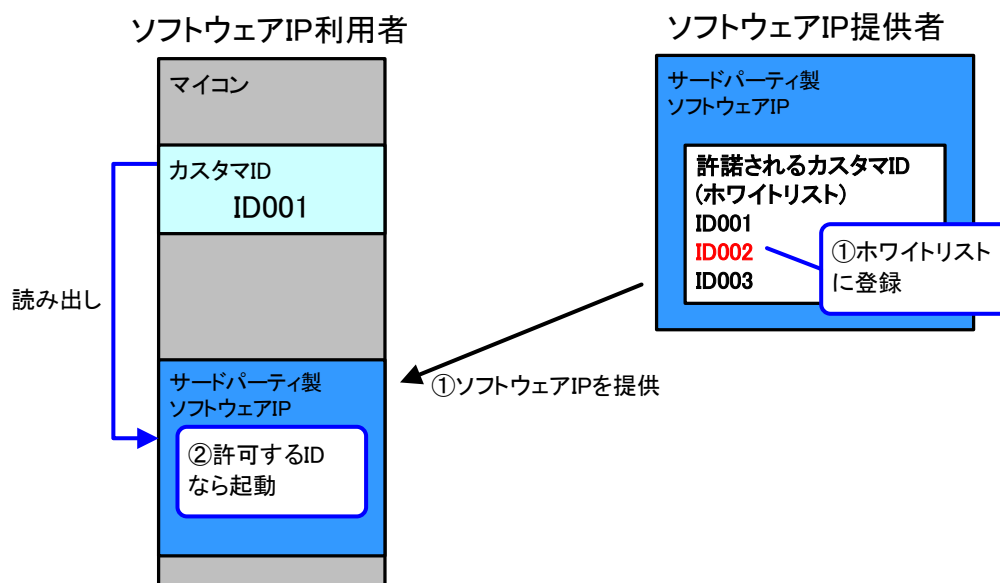 ソフトウェアIP利用者
マイコン
カスタマID
ID001
読み出し
サードパーティ製
ソフトウェアIP
②許可するID
なら起動
①ソフトウェアIPを提供
ソフトウェアIP提供者
サードパーティ製
ソフトウェアIP
許諾されるカスタマID
(ホワイトリスト)
ID001
ID002
ID003
①ホワイトリスト
に登録